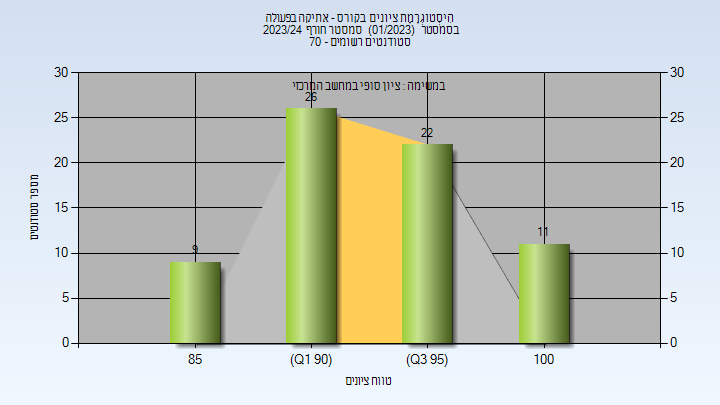 היסטוגרמת ציונים בקורס - אתיקה בפעולה
בסמסטר (01/2023) סמסטר חורף 2023/24
סטודנטים רשומים - 70
במשימה : ציון סופי במחשב המרכזי
30 30
25 25
20 20
15 15
10 10
5 5
0 0
26
22
11
9
מספר סטודנטים
85 (Q1 90) (Q3 95) 100
טווח ציונים